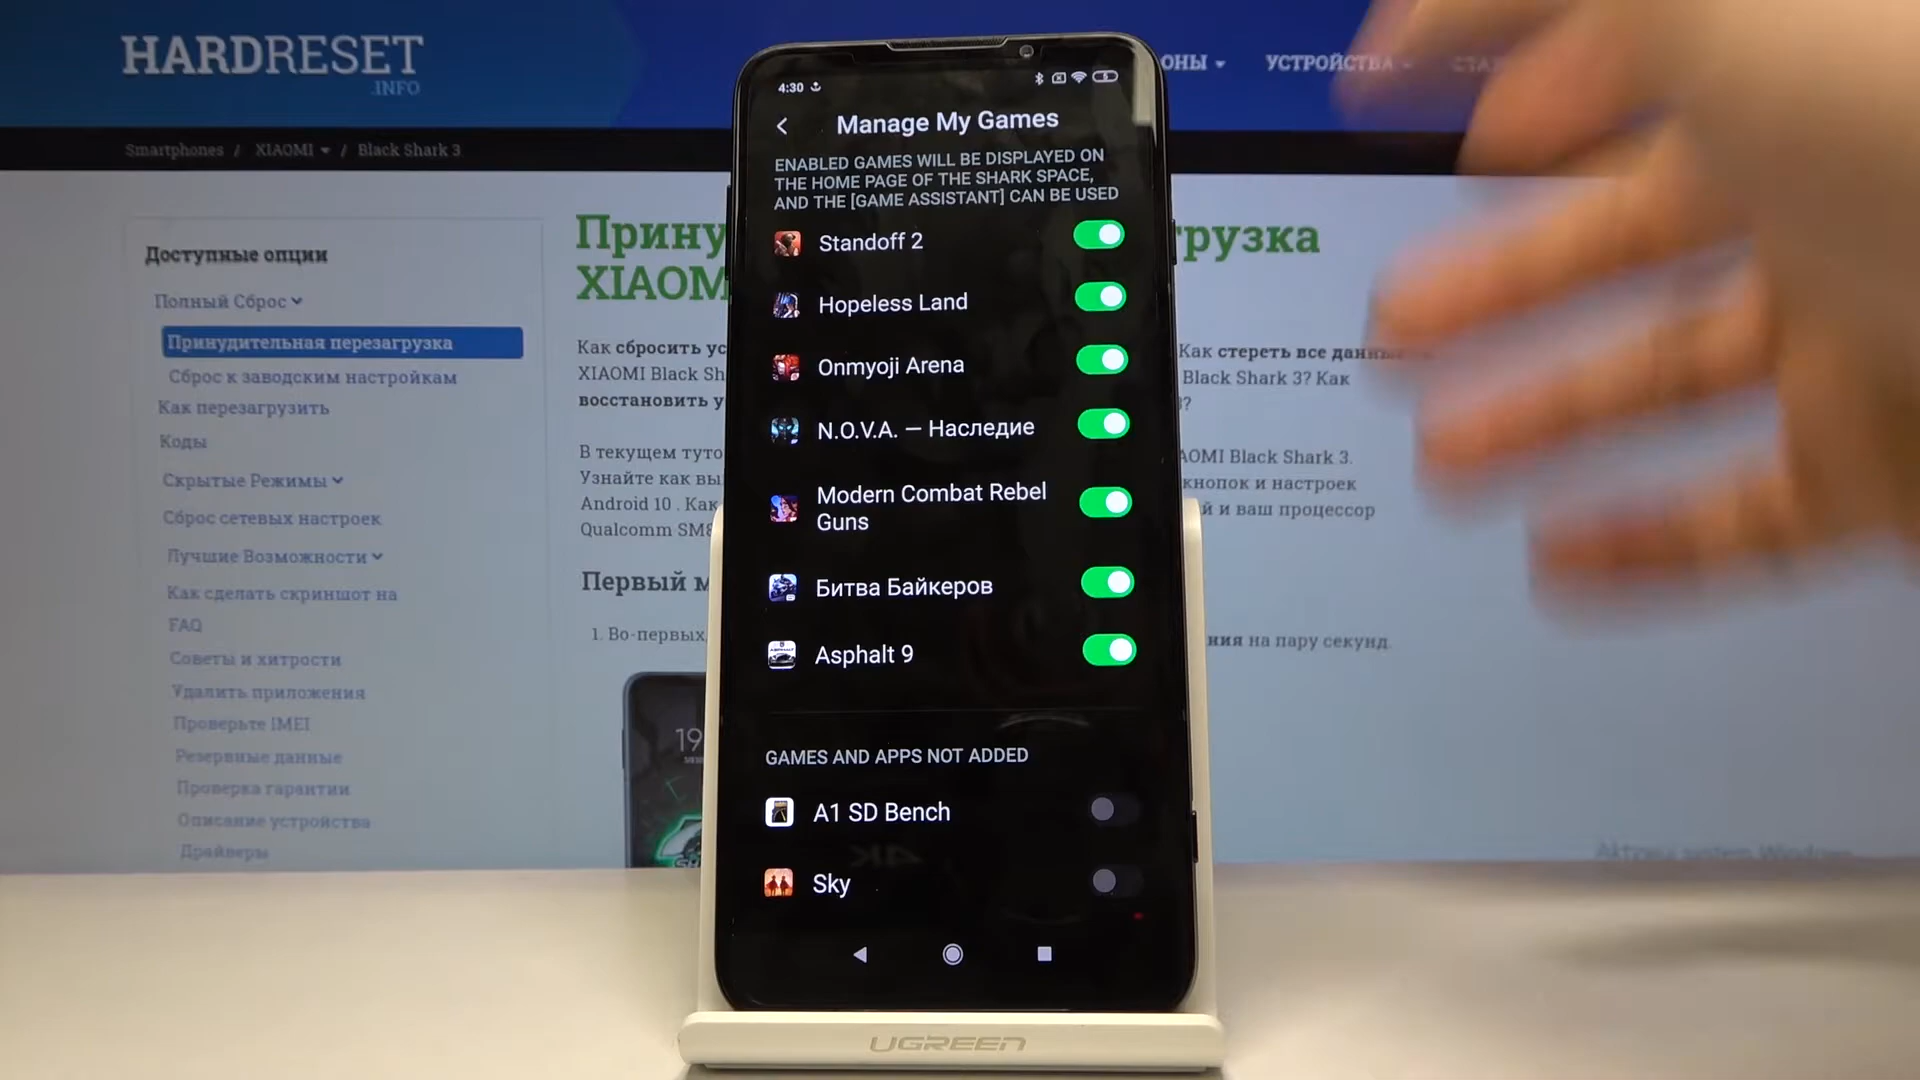 HARDRESET
.INFO
ОНЫ
УСТРОЙСТВА
Smartphones / XIAOMI / Black Shark 3
Доступные опции
Полный Сброс
Принудительная перезагрузка
Сброс к заводским настройкам
Как перезагрузить
Коды
Скрытые Режимы
Сброс сетевых настроек
Лучшие Возможности
Как сделать скриншот на
FAQ
Советы и хитрости
Удалить приложения
Проверьте IMEI
Резервные данные
Проверка гарантии
Описание устройства
Драйверы
Прину
грузка
XIAOM
Как сбросить ус
XIAOMI Black Sh
восстановить у
Как стереть все данн
Black Shark 3? Как
В текущем туто
Узнайте как вы
Android 10 . Как
Qualcomm SM8
AOMI Black Shark 3.
кнопок и настроек
й и ваш процессор
Первый м
1. Во-первых,
ния на пару секунд.
19
4:30
Manage My Games
ENABLED GAMES WILL BE DISPLAYED ON
THE HOME PAGE OF THE SHARK SPACE,
AND THE [GAME ASSISTANT] CAN BE USED
Standoff 2
Hopeless Land
Onmyoji Arena
N.O.V.A. — Наследие
Modern Combat Rebel
Guns
Битва Байкеров
Asphalt 9
GAMES AND APPS NOT ADDED
A1 SD Bench
Sky
UGREEN